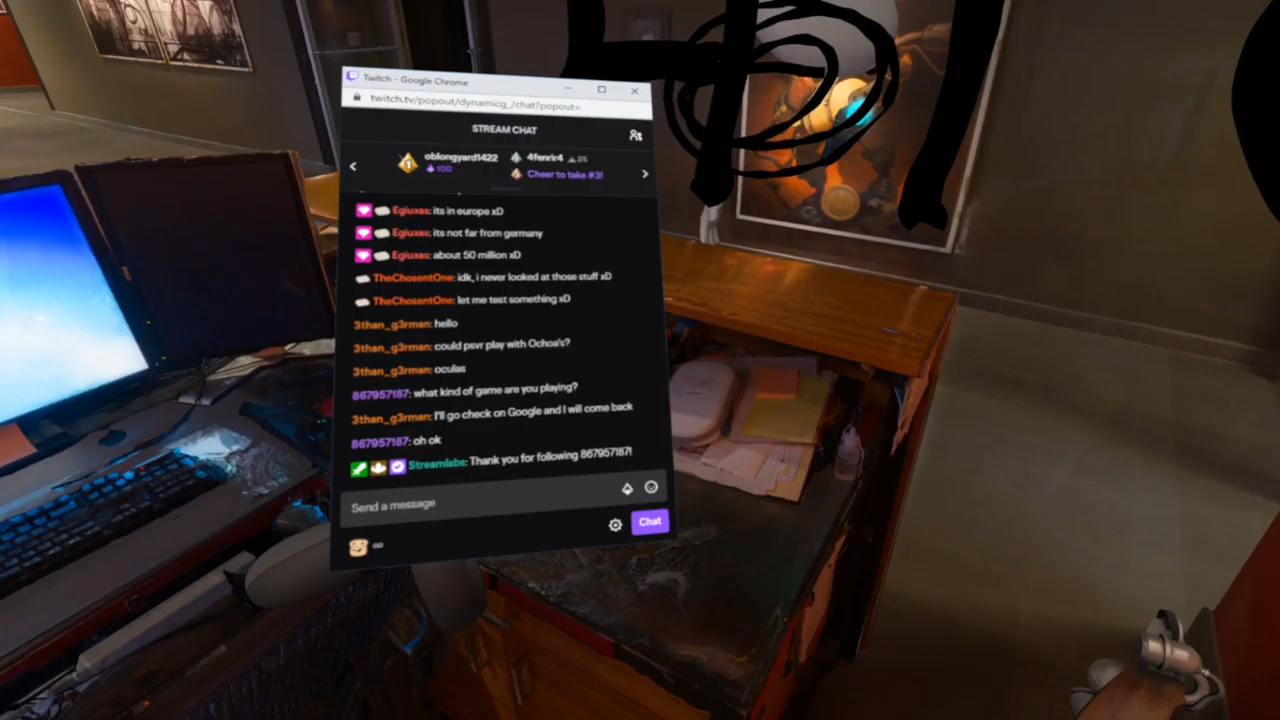 Twitch - Google Chrome
twitch.tv/popout/dynamicg_/chat?popout=
STREAM CHAT
oblongyard1422
100
4fenrir4 25
Cheer to take #3!
Egiuxas: its in europe xD
Egiuxas: its not far from germany
Egiuxas: about 50 million xD
TheChosentOne: idk, i never looked at those stuff xD
TheChosentOne: let me test something xD
3than_g3rman: hello
3than_g3rman: could psvr play with Ochoa's?
3than_g3rman: oculas
867957187: what kind of game are you playing?
3than_g3rman: I'll go check on Google and I will come back
867957187: oh ok
Streamlabs: Thank you for following 867957187!
Send a message
Chat
∞